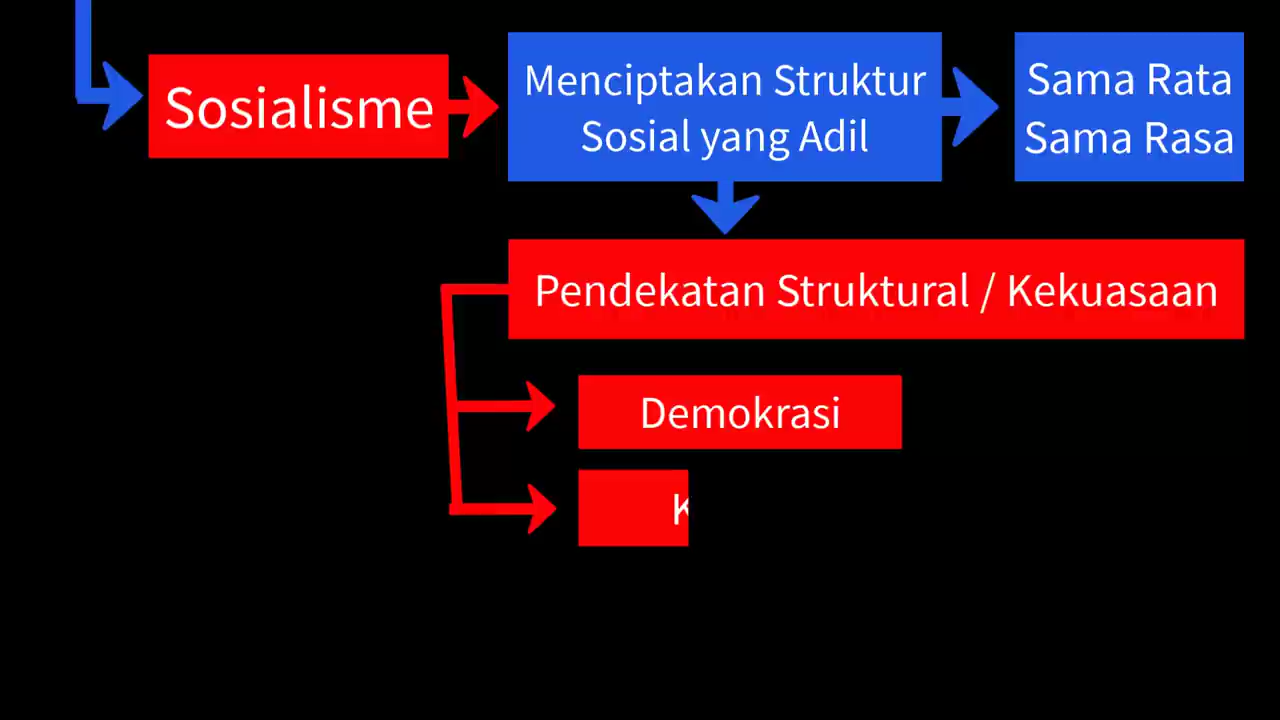 Sosialisme
Menciptakan Struktur
Sosial yang Adil
Sama Rata
Sama Rasa
Pendekatan Struktural / Kekuasaan
Demokrasi